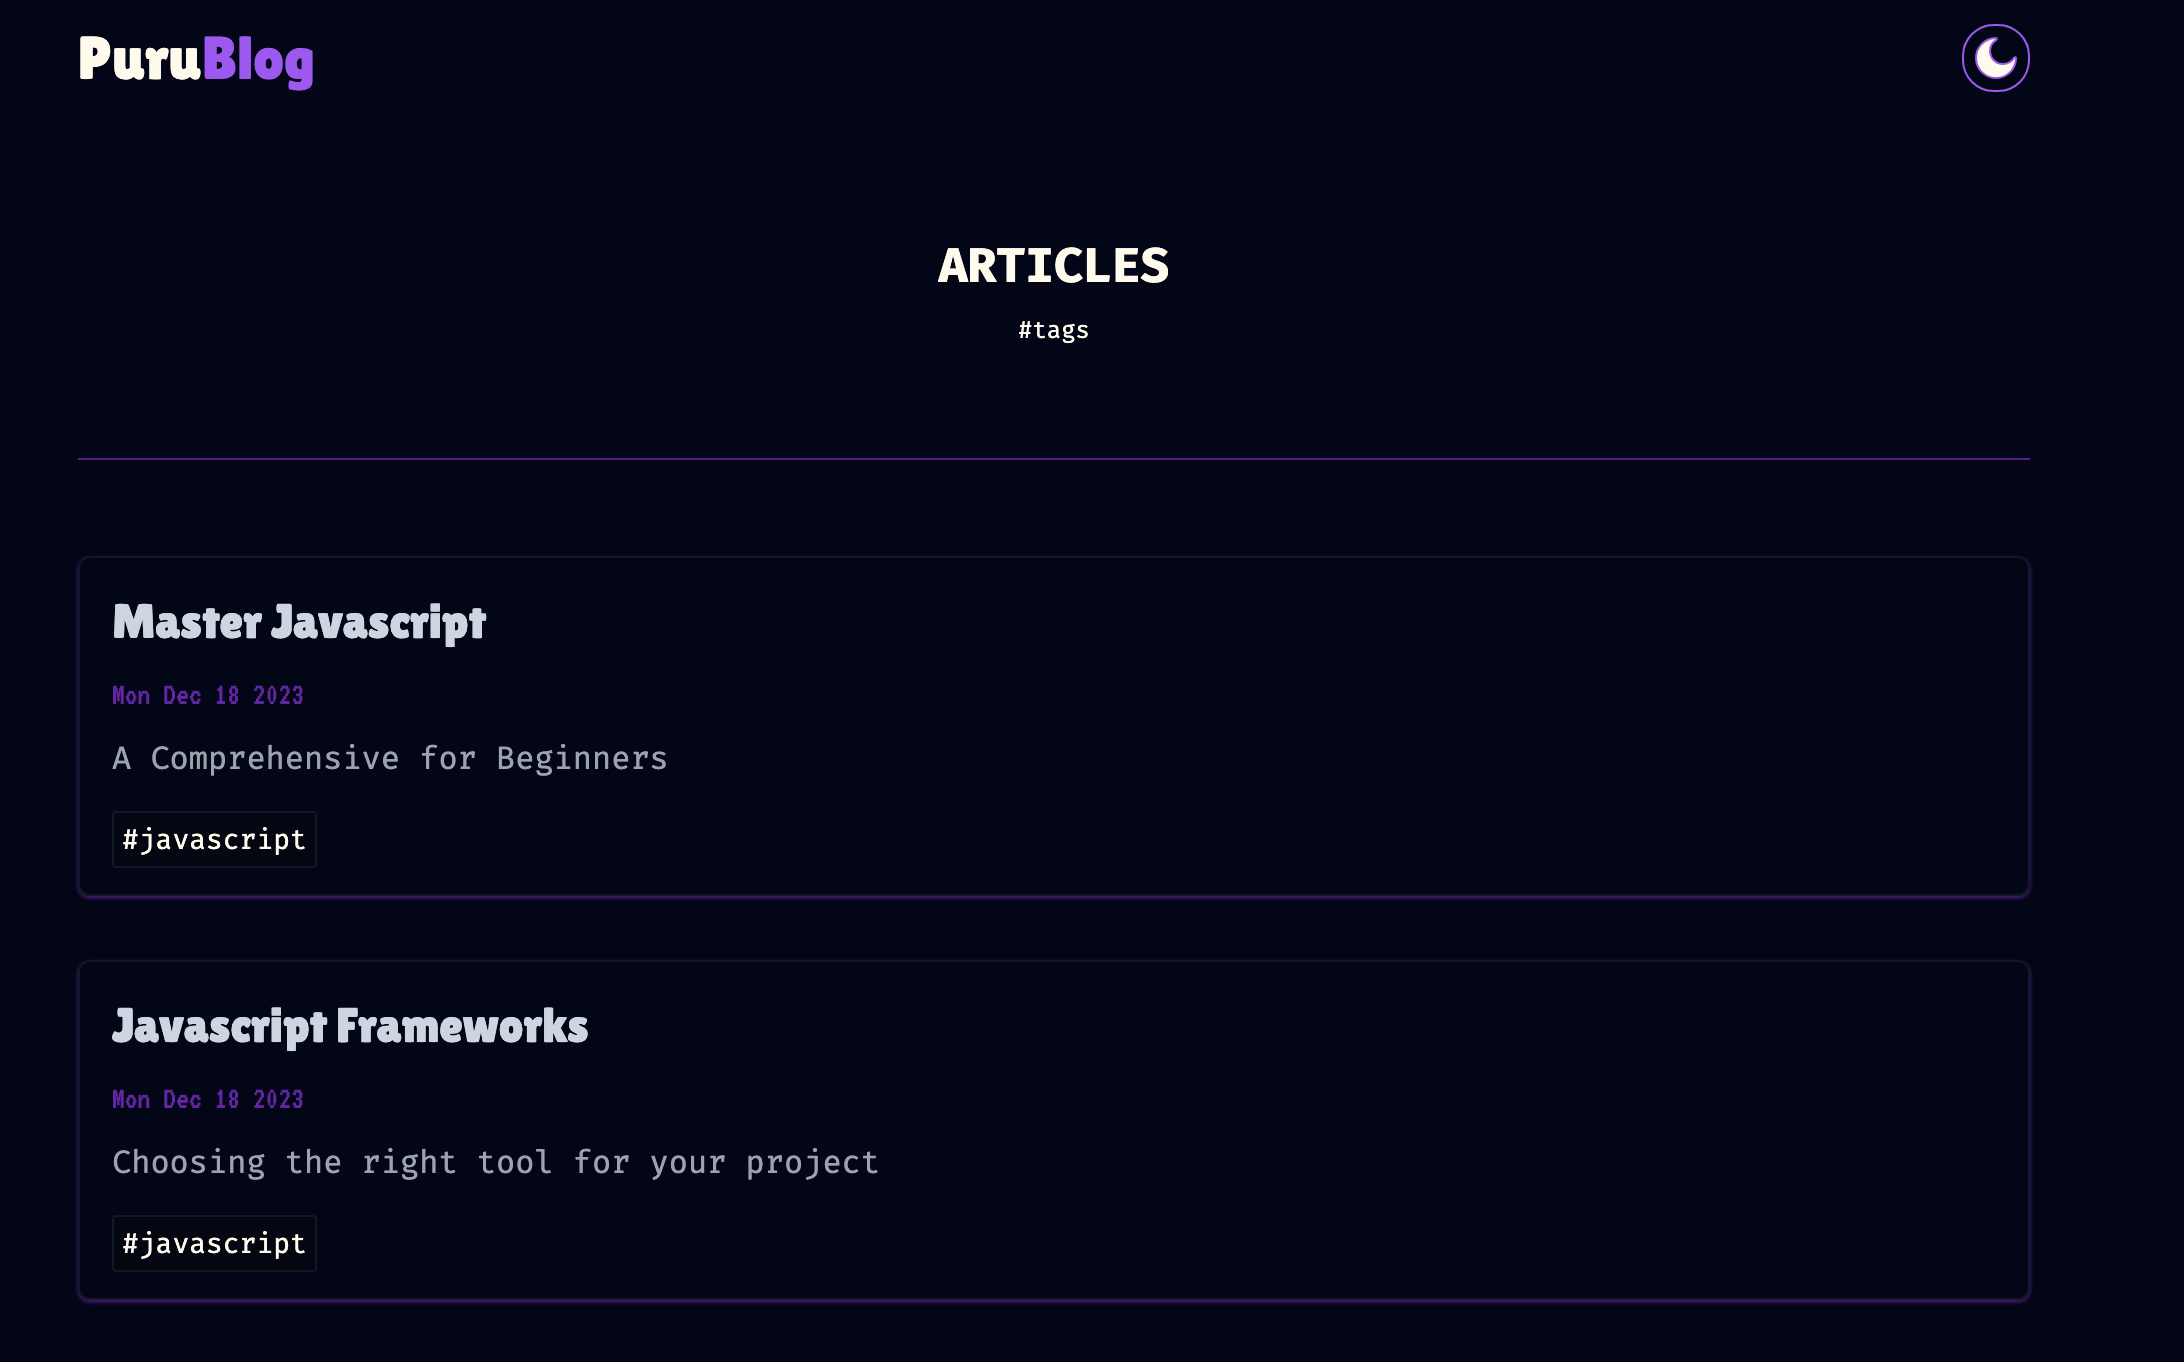 PuruBlog
ARTICLES
#tags
Master Javascript
Mon Dec 18 2023
A Comprehensive for Beginners
#javascript
Javascript Frameworks
Mon Dec 18 2023
Choosing the right tool for your project
#javascript